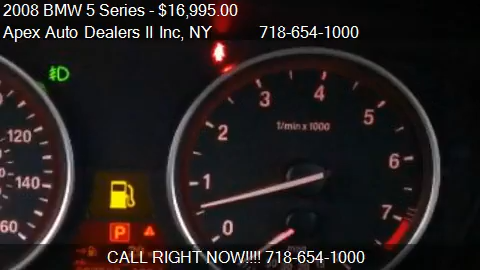 2008 BMW 5 Series - $16,995.00
Apex Auto Dealers II Inc, NY 718-654-1000
4
3
5
1/min x 1000
2
120
6
140
1
7
P
0
60
CALL RIGHT NOW!!!! 718-654-1000